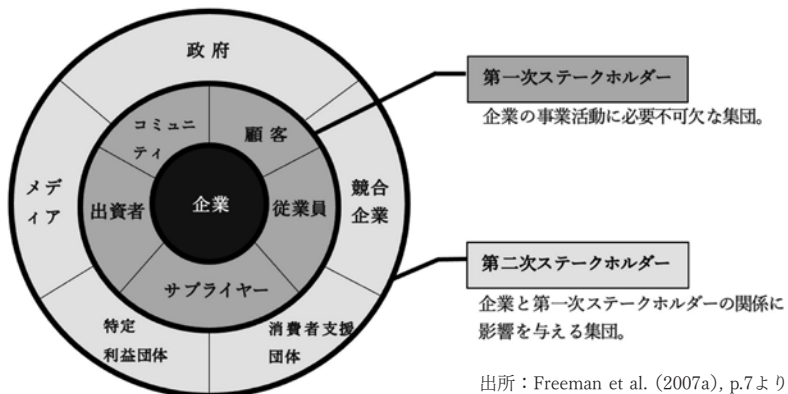 政府
コミュニ
ティ
顧客
メデ
ィア
出資者
企業
従業員
競合
企業
サプライヤー
特定
利益団体
消費者支援
団体
第一次ステークホルダー
企業の事業活動に必要不可欠な集団。
第二次ステークホルダー
企業と第一次ステークホルダーの関係に
影響を与える集団。
出所：Freeman et al. (2007a), p.7より